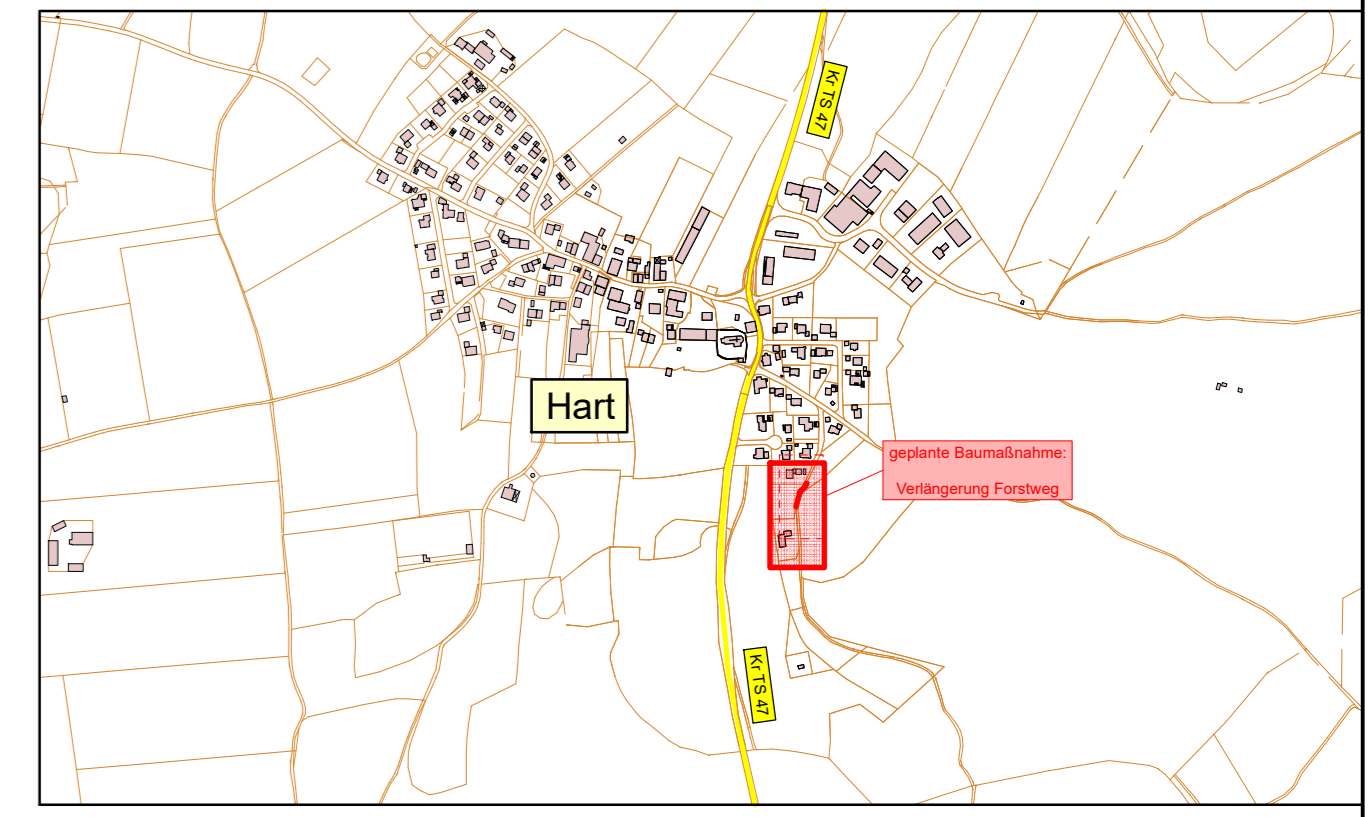 Kr TS 47
Hart
geplante Baumaßnahme:
Verlängerung Forstweg
Kr TS 47